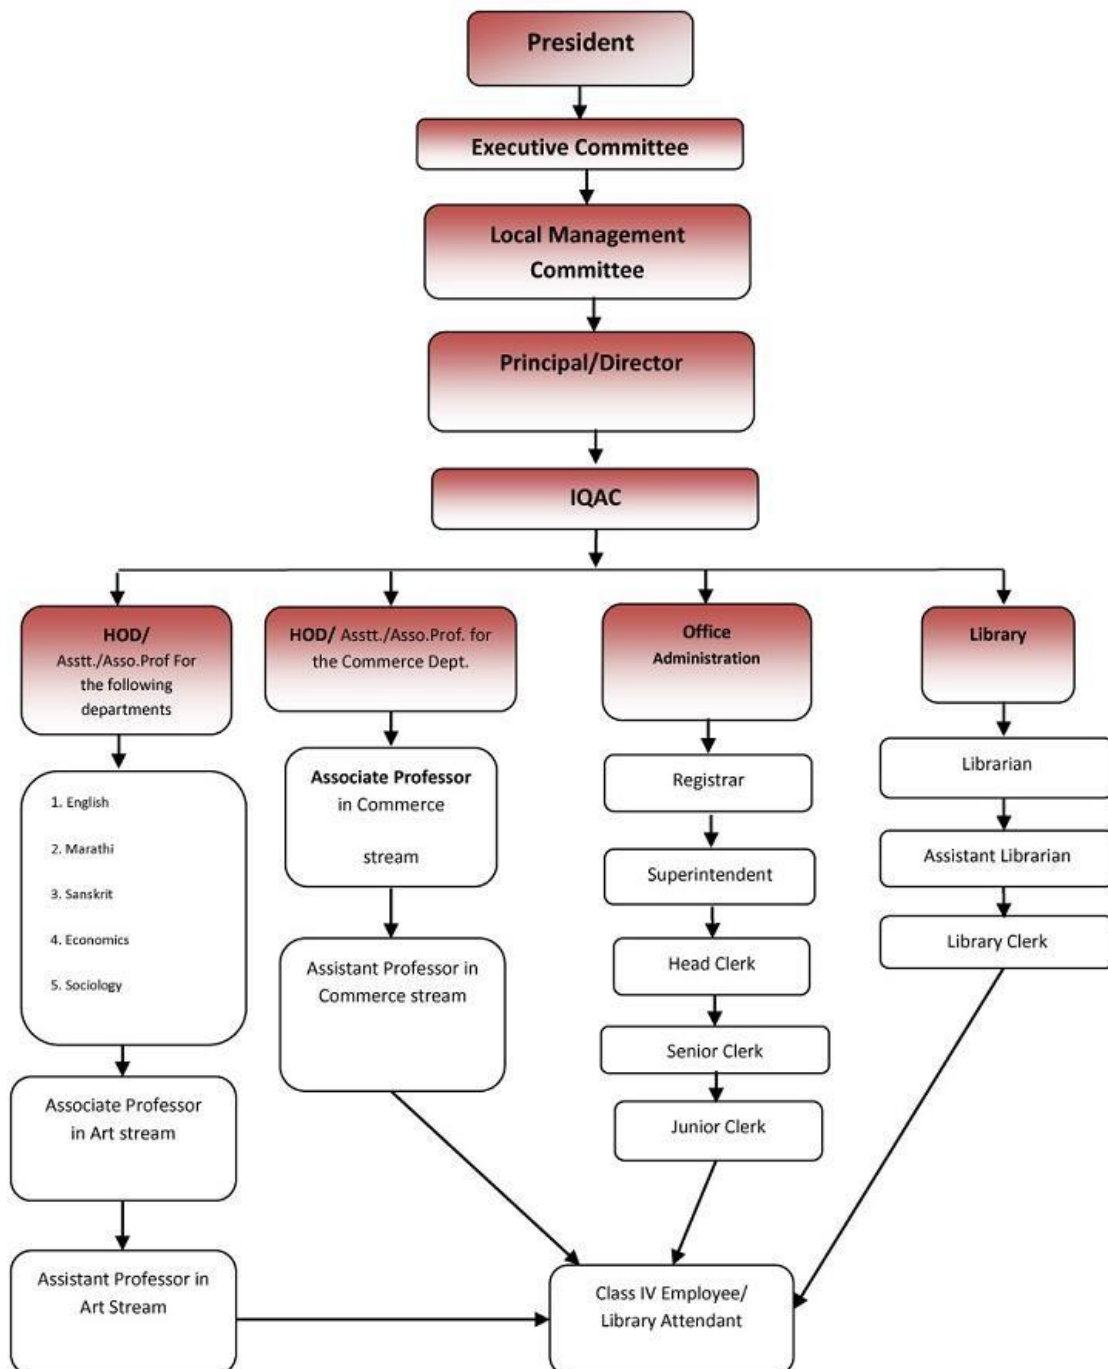 President
Executive Committee
Local Management
Committee
Principal/Director
IQAC
HOD/
Asstt./Asso.Prof For
the following
departments
1. English
2. Marathi
3. Sanskrit
4. Economics
5. Sociology
Associate Professor
in Art stream
Assistant Professor in
Art Stream
HOD/ Asstt./Asso.Prof. for
the Commerce Dept.
Associate Professor
in Commerce
stream
Assistant Professor in
Commerce stream
Office
Administration
Registrar
Superintendent
Head Clerk
Senior Clerk
Junior Clerk
Library
Librarian
Assistant Librarian
Library Clerk
Class IV Employee/
Library Attendant